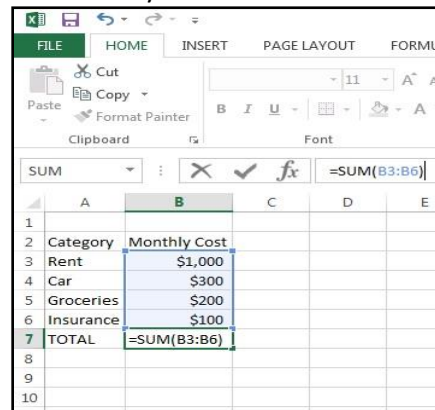 FILE HOME INSERT PAGE LAYOUT FORMU
Cut
Copy
Paste
Format Painter
11 A
B I U A
Clipboard Font
SUM fx =SUM(B3:B6)
A B C D E
1
2 Category Monthly Cost
3 Rent $1,000
4 Car $300
5 Groceries $200
6 Insurance $100
7 TOTAL =SUM(B3:B6)
8
9
10